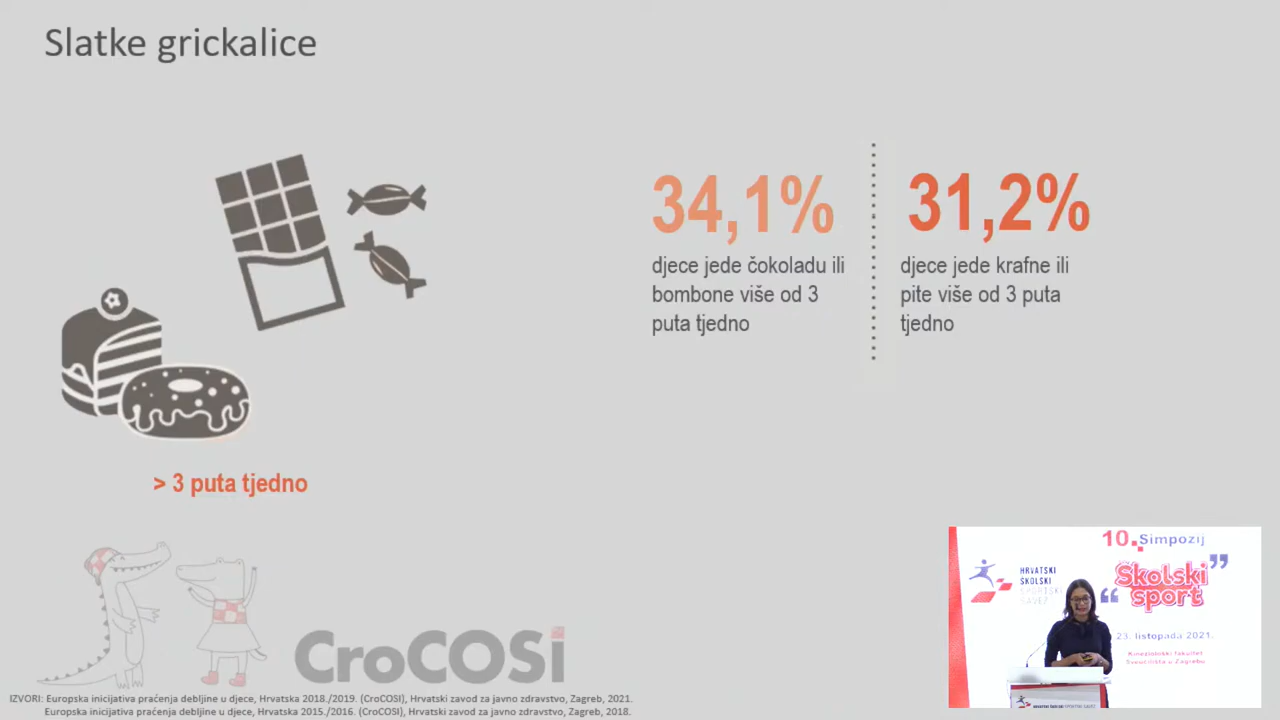 Slatke grickalice
34,1%
djece jede čokoladu ili
bombone više od 3
puta tjedno
31,2%
djece jede krafne ili
pite više od 3 puta
tjedno
> 3 puta tjedno
CroCOSi
IZVORI: Europska inicijativa praćenja debljine u djece, Hrvatska 2018./2019. (CroCOSI), Hrvatski zavod za javno zdravstvo, Zagreb, 2021.
Europska inicijativa praćenja debljine u djece, Hrvatska 2015./2016. (CroCOSI), Hrvatski zavod za javno zdravstvo, Zagreb, 2018.
10. Simpozij
„Školski
sport”
HRVATSKI
ŠKOLSKI
SPORTSKI
SAVEZ
23. listopada 2021.
Kineziološki fakultet
Sveučilišta u Zagrebu
HRVATSKI ŠKOLSKI SPORTSKI SAVEZ